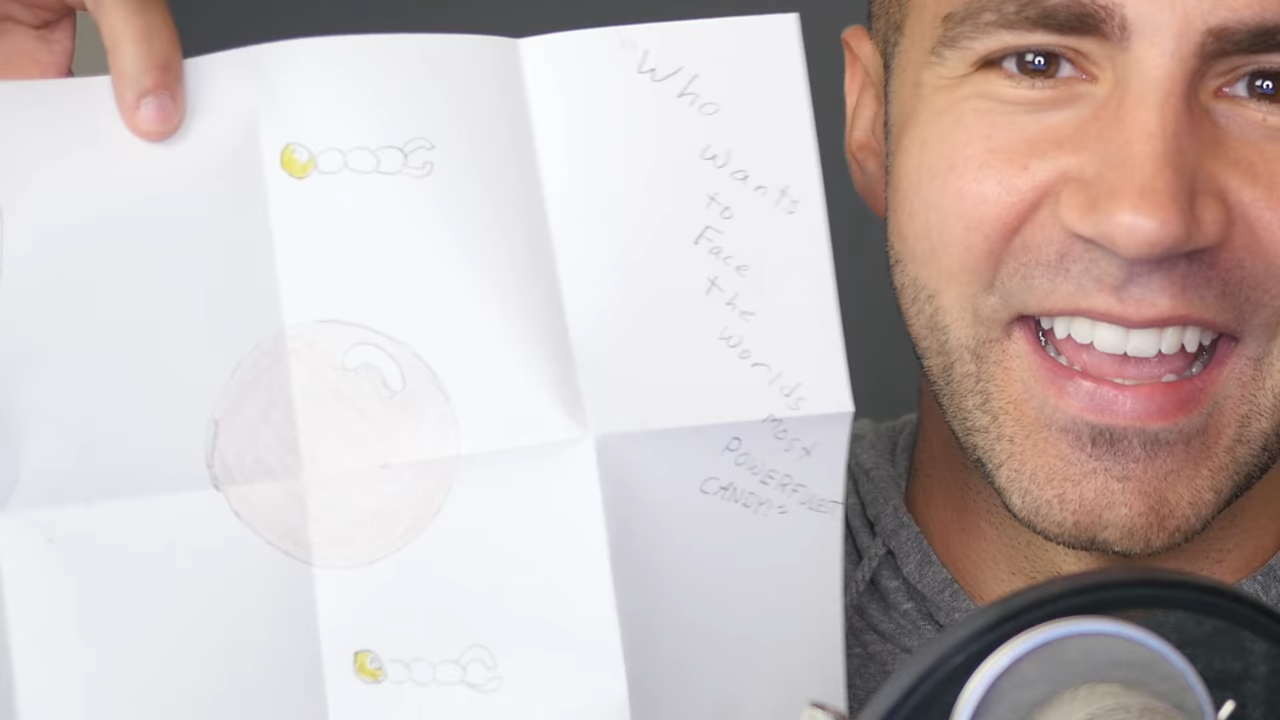 "Who
wants
to
Face
the
worlds
most
POWERFULEST
CANDY!"